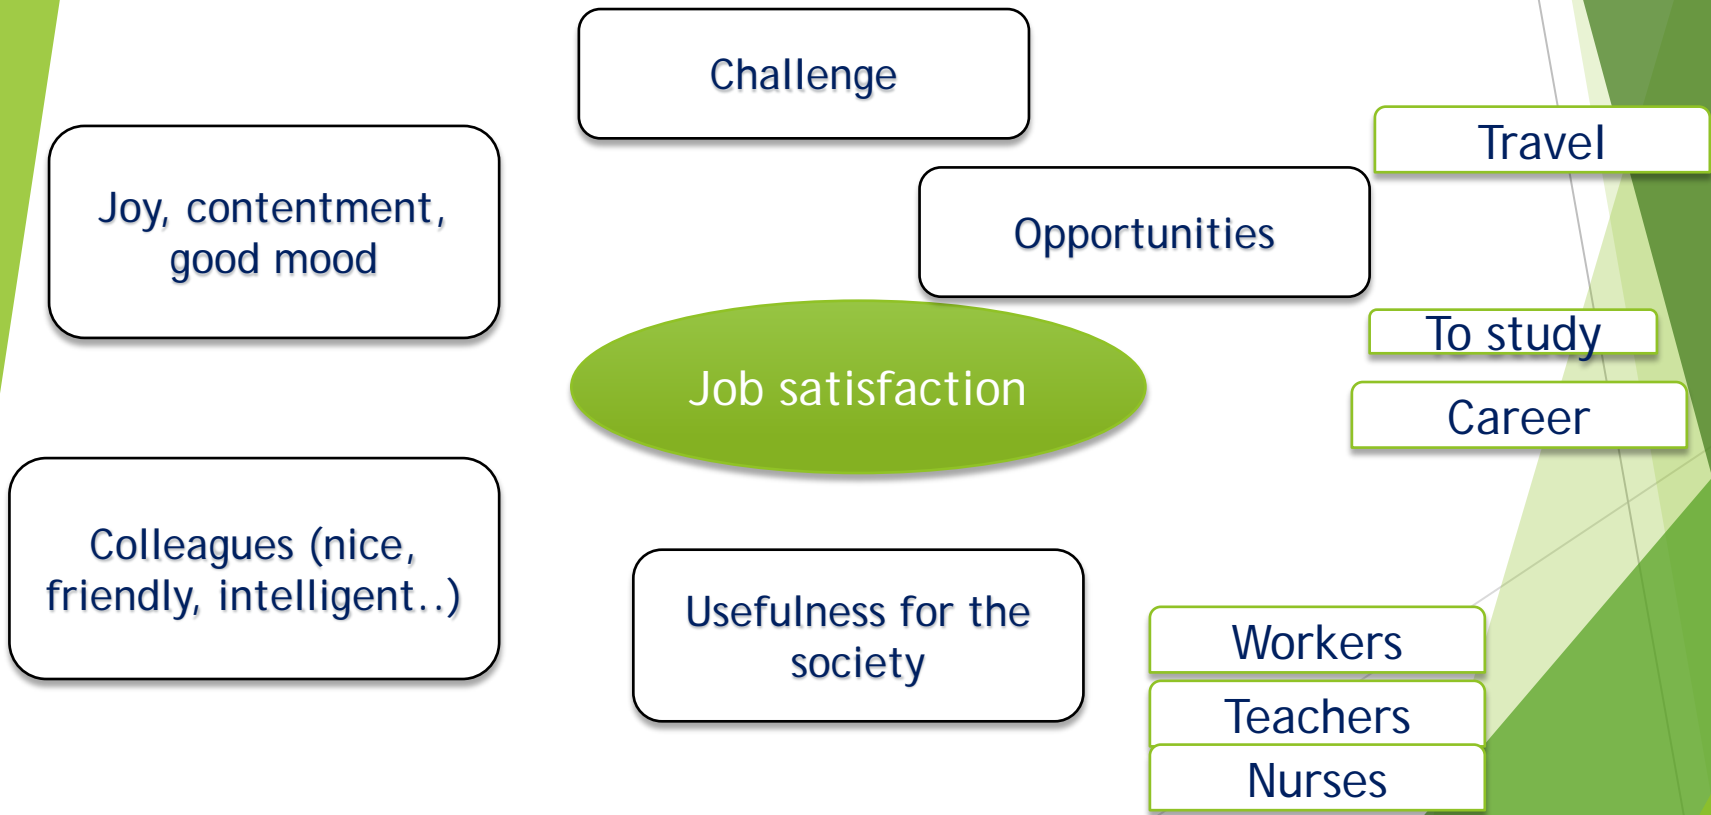 Challenge
Travel
Joy, contentment,
good mood
Opportunities
To study
Job satisfaction
Career
Colleagues (nice,
friendly, intelligent..)
Usefulness for the
society
Workers
Teachers
Nurses